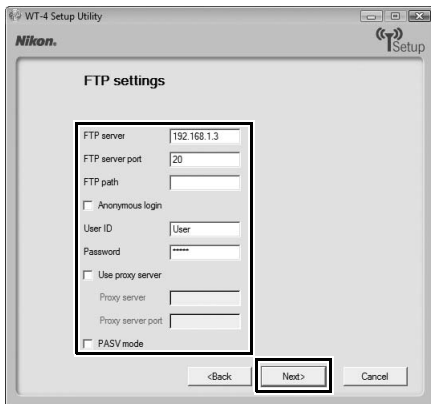 WT-4 Setup Utility
Nikon.
Setup
FTP settings
FTP server 192.168.1.3
FTP server port 20
FTP path
Anonymous login
User ID User
Password *****
Use proxy server
Proxy server
Proxy server port
PASV mode
<Back Next> Cancel